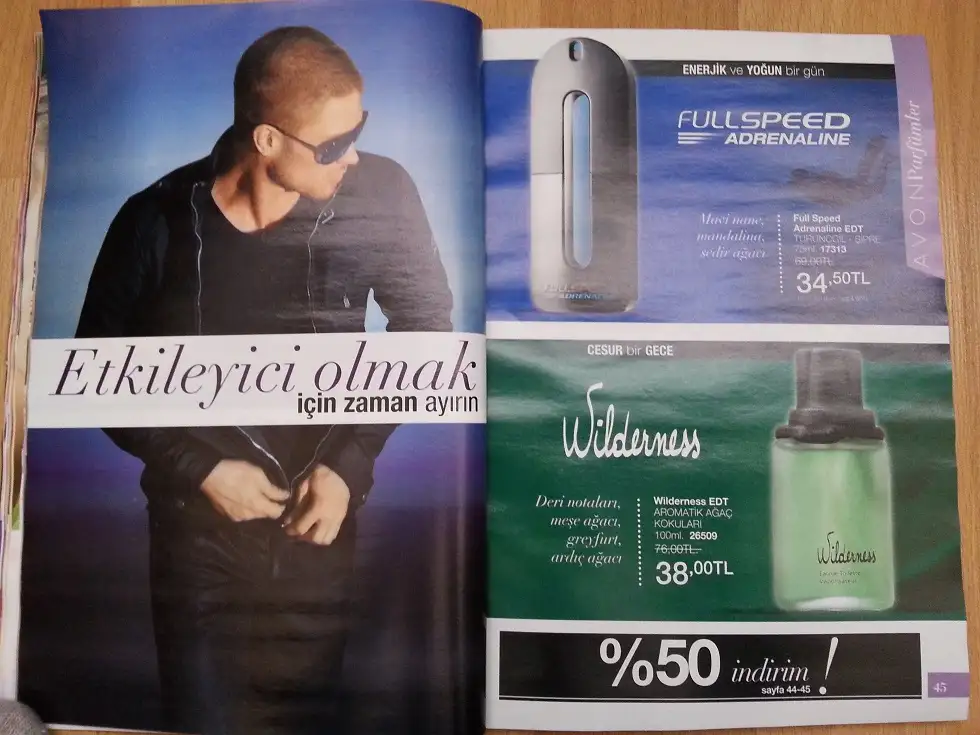 Etkileyici olmak
için zaman ayırın
ENERJİK ve YOĞUN bir gün
FULLSPEED
ADRENALINE
Mavi nane,
mandalina,
sedir ağacı
Full Speed
Adrenaline EDT
TURUNÇGİL - ŞİPRE
75ml. 17313
69,00TL
34,50TL
AVON Parfümler
CESUR bir GECE
Wilderness
Deri notaları,
meşe ağacı,
greyfurt,
ardıç ağacı
Wilderness EDT
AROMATİK AĞAÇ
KOKULARI
100ml. 26509
76,00TL.
38,00TL
Wilderness
%50 indirim !
sayfa 44-45
45